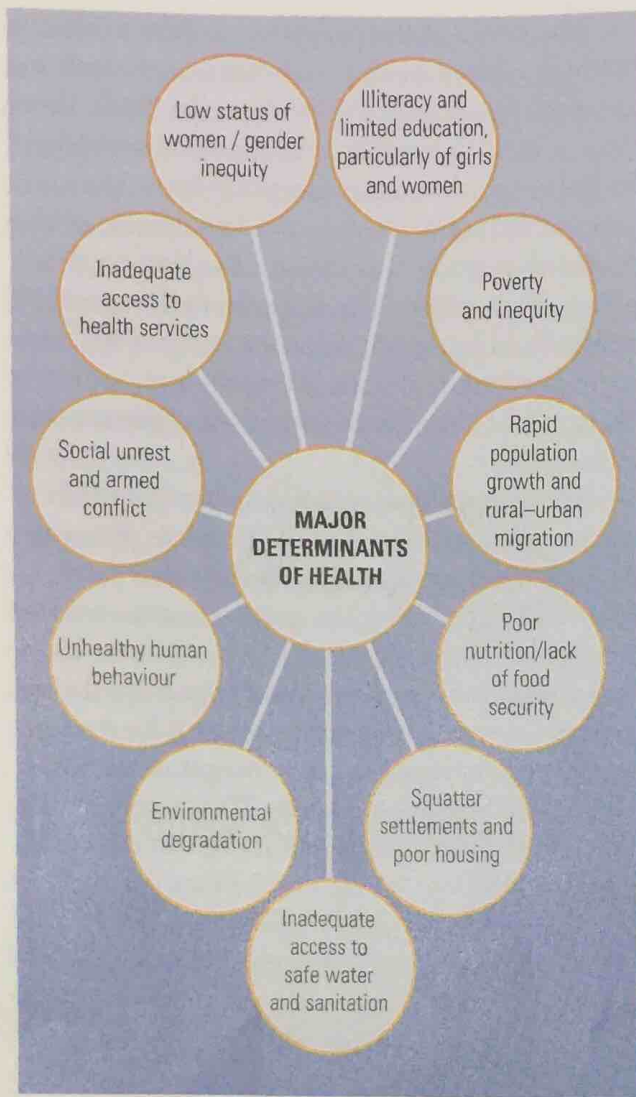 Low status of
women / gender
inequity
Illiteracy and
limited education,
particularly of girls
and women
Inadequate
access to
health services
Poverty
and inequity
Social unrest
and armed
conflict
Rapid
population
growth and
rural–urban
migration
MAJOR
DETERMINANTS
OF HEALTH
Unhealthy human
behaviour
Poor
nutrition/lack
of food
security
Environmental
degradation
Squatter
settlements and
poor housing
Inadequate
access to
safe water
and sanitation